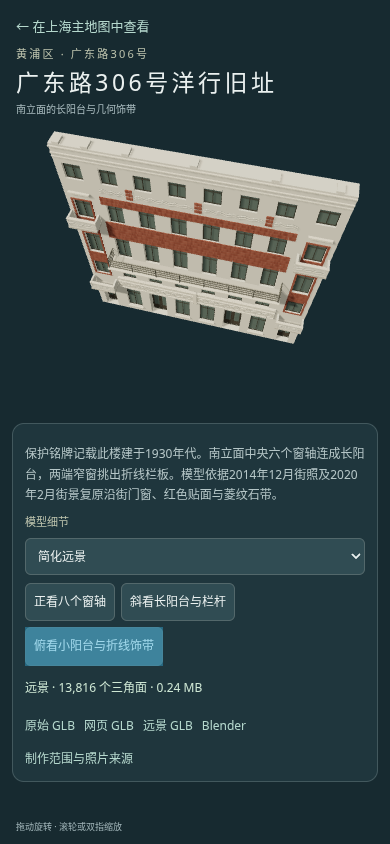 ← 在上海主地图中查看
黄浦区 · 广东路306号
广东路306号洋行旧址
南立面的长阳台与几何饰带
保护铭牌记载此楼建于1930年代。南立面中央六个窗轴连成长阳
台，两端窄窗挑出折线栏板。模型依据2014年12月街照及2020
年2月街景复原沿街门窗、红色贴面与菱纹石带。
模型细节
简化远景
正看八个窗轴 斜看长阳台与栏杆
俯看小阳台与折线饰带
远景 · 13,816 个三角面 · 0.24 MB
原始 GLB 网页 GLB 远景 GLB Blender
制作范围与照片来源
拖动旋转 · 滚轮或双指缩放